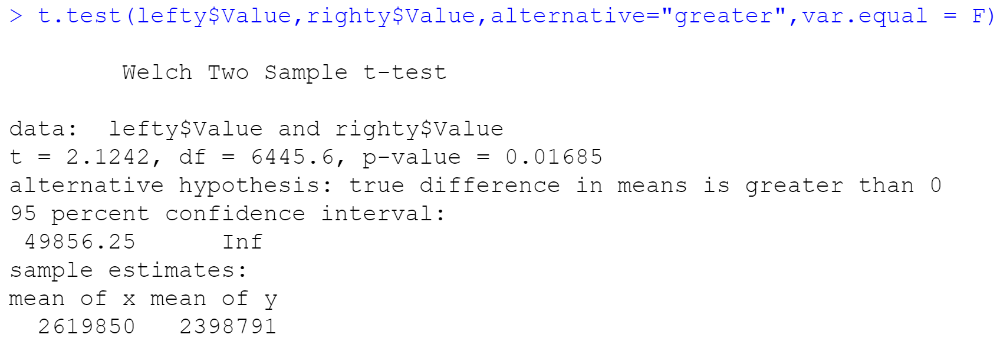 > t.test(lefty$Value,righty$Value,alternative="greater",var.equal = F)
Welch Two Sample t-test
data:  lefty$Value and righty$Value
t = 2.1242, df = 6445.6, p-value = 0.01685
alternative hypothesis: true difference in means is greater than 0
95 percent confidence interval:
49856.25      Inf
sample estimates:
mean of x mean of y
2619850   2398791